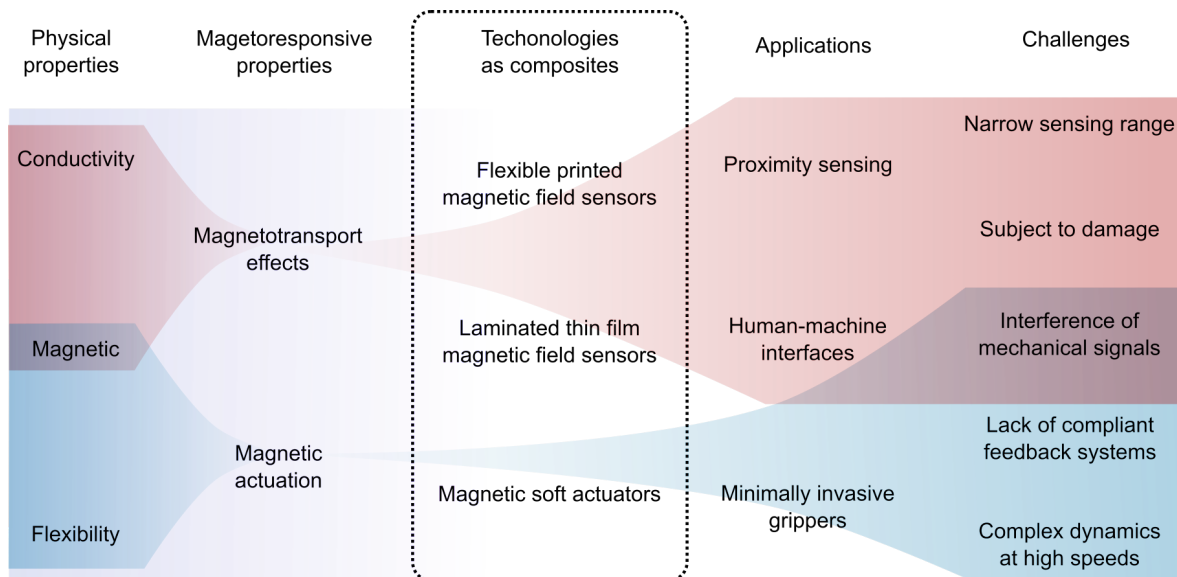 Physical
properties
Magetoresponsive
properties
Techonologies
as composites
Applications
Challenges
Conductivity
Magnetic
Flexibility
Magnetotransport
effects
Magnetic
actuation
Flexible printed
magnetic field sensors
Laminated thin film
magnetic field sensors
Magnetic soft actuators
Proximity sensing
Human-machine
interfaces
Minimally invasive
grippers
Narrow sensing range
Subject to damage
Interference of
mechanical signals
Lack of compliant
feedback systems
Complex dynamics
at high speeds